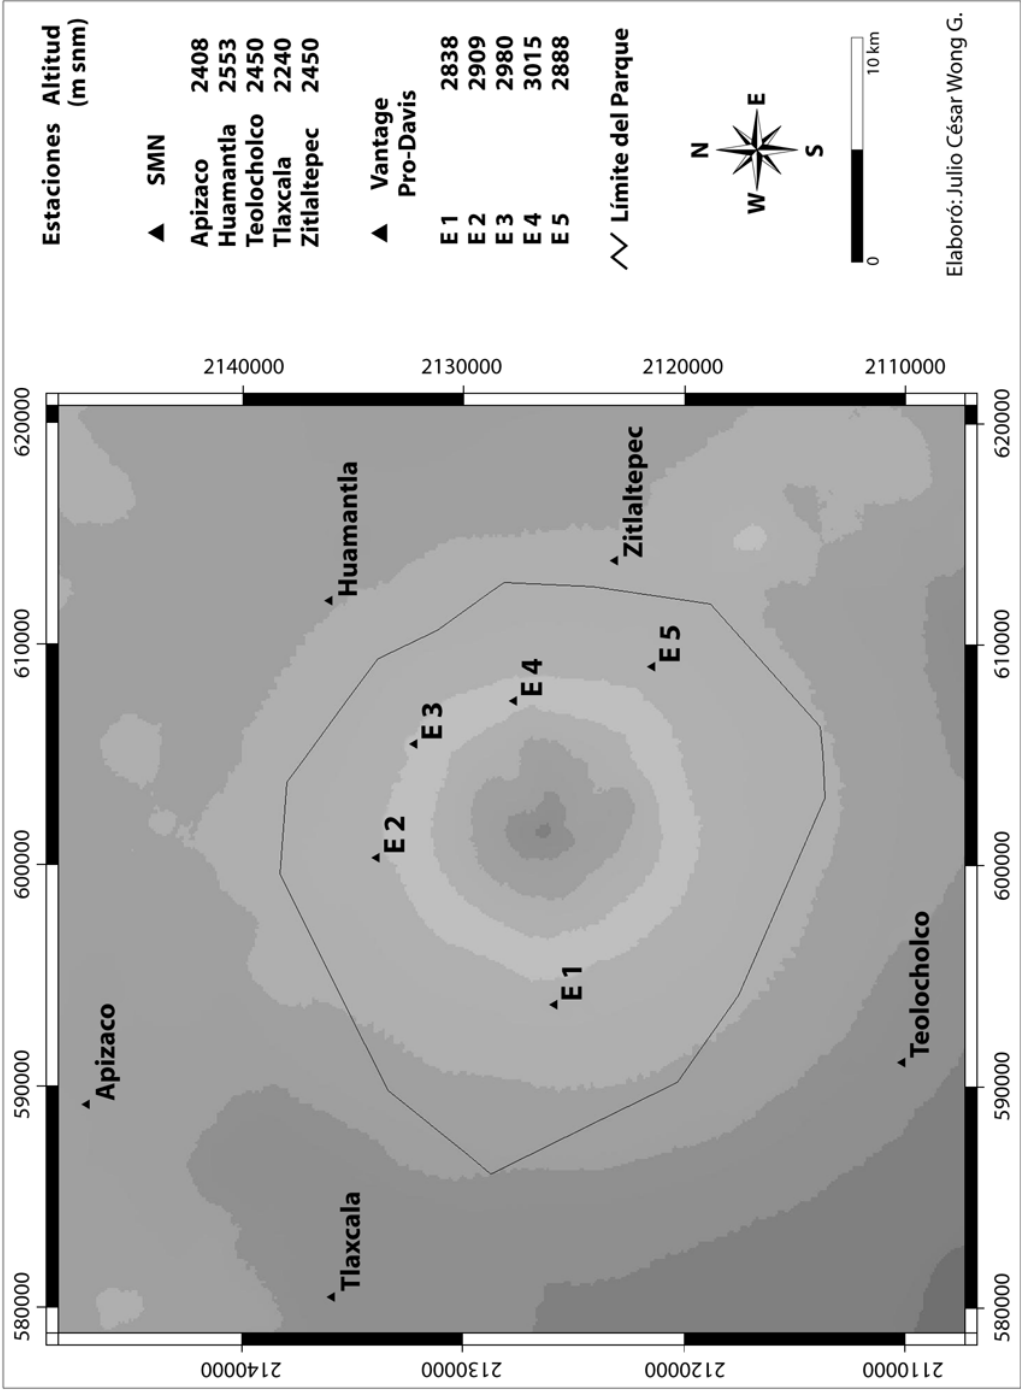 580000 590000 600000 610000 620000
Apizaco
Tlaxcala
Huamantla
E 2
E 3
E 4
E 1
Zitlaltepec
E 5
Teolocholco
2140000
2130000
2120000
2110000
2140000
2130000
2120000
2110000
580000 590000 600000 610000 620000
Estaciones Altitud
(m snm)
SMN
Apizaco 2408
Huamantla 2553
Teolocholco 2450
Tlaxcala 2240
Zitlaltepec 2450
Vantage
Pro-Davis
E 1 2838
E 2 2909
E 3 2980
E 4 3015
E 5 2888
Límite del Parque
N
W E
S
0 10 km
Elaboró: Julio César Wong G.